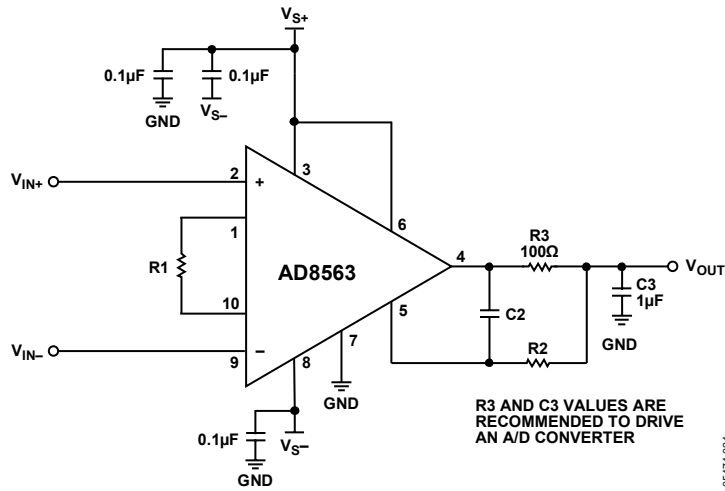 VS+
0.1µF
0.1µF
VS–
GND
VIN+
2
+
3
6
1
R1
AD8563
4
R3
100Ω
VOUT
C3
1µF
GND
C2
5
R2
10
VIN–
9
–
8
7
GND
0.1µF
VS–
GND
R3 AND C3 VALUES ARE
RECOMMENDED TO DRIVE
AN A/D CONVERTER